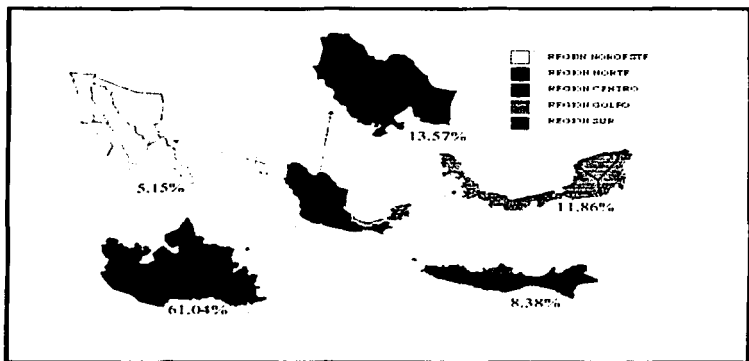 REGION NOROESTE
REGION NORTE
REGION CENTRO
REGION GOLFO
REGION SUR
13.57%
5.15%
11.86%
61.04%
8.38%